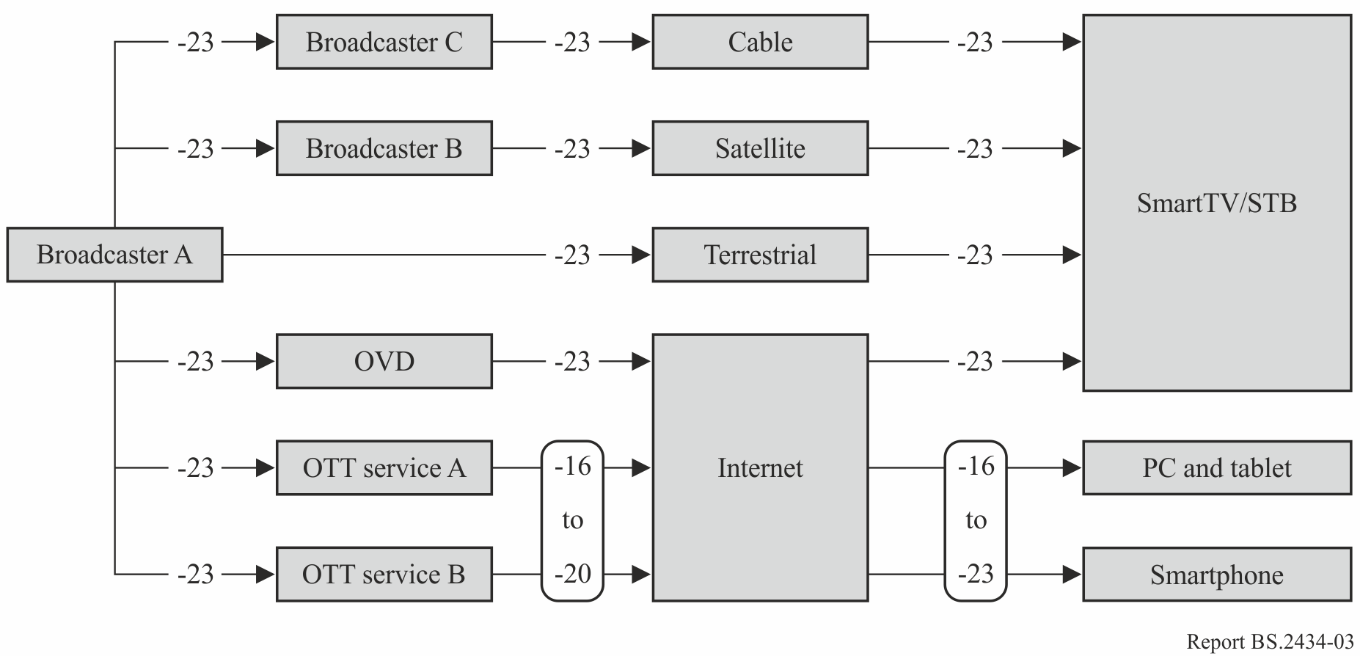 -23 Broadcaster C -23 Cable -23
-23 Broadcaster B -23 Satellite -23
SmartTV/STB
Broadcaster A -23 Terrestrial -23
-23 OVD -23 -23
-23 OTT service A -16 Internet -16 PC and tablet
to to
-23 OTT service B -20 -23 Smartphone
Report BS.2434-03